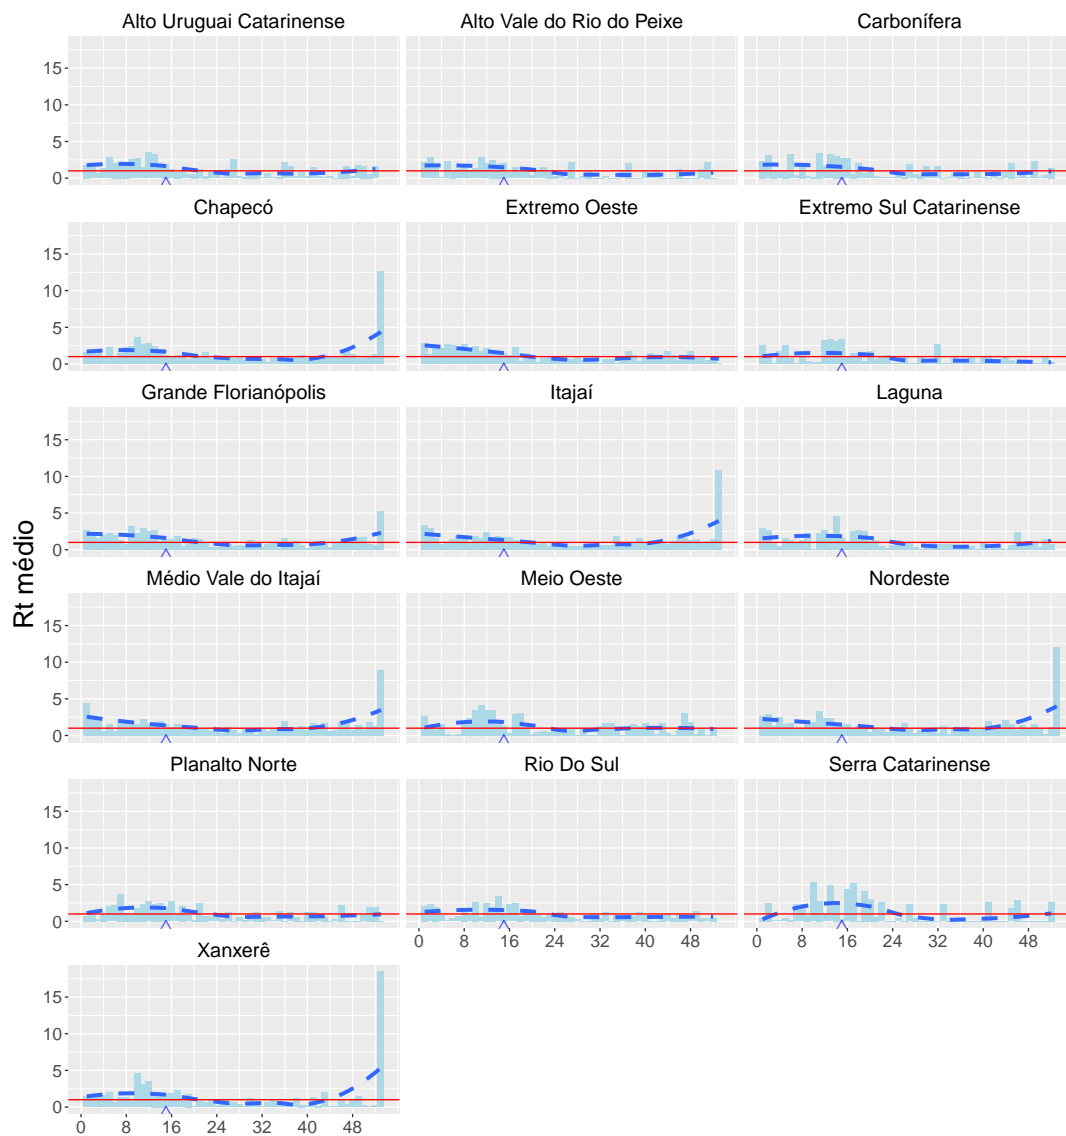 Alto Uruguai Catarinense Alto Vale do Rio do Peixe Carbonífera
15
10
5
0
Chapecó Extremo Oeste Extremo Sul Catarinense
15
10
5
0
Grande Florianópolis Itajaí Laguna
15
10
5
0
Rt médio
Médio Vale do Itajaí Meio Oeste Nordeste
15
10
5
0
Planalto Norte Rio Do Sul Serra Catarinense
15
10
5
0
0 8 16 24 32 40 48 0 8 16 24 32 40 48
Xanxerê
15
10
5
0
0 8 16 24 32 40 48